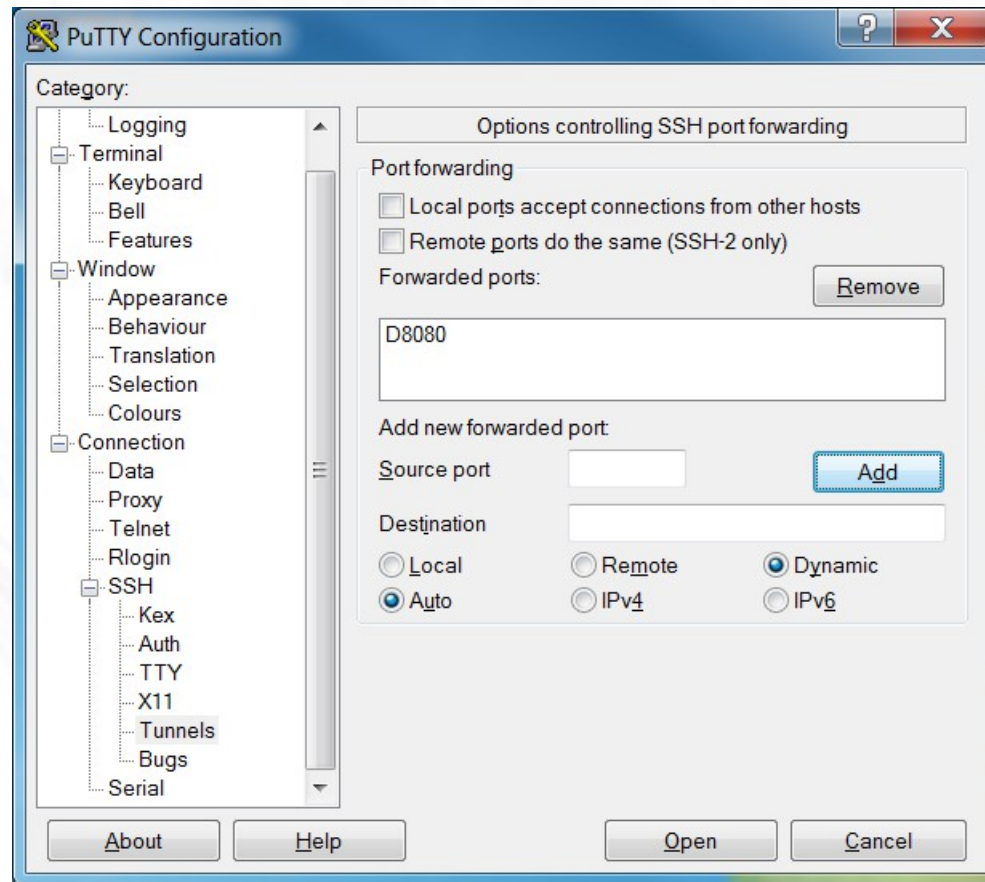 PuTTY Configuration
Category:
Logging
Terminal
Keyboard
Bell
Features
Window
Appearance
Behaviour
Translation
Selection
Colours
Connection
Data
Proxy
Telnet
Rlogin
SSH
Kex
Auth
TTY
X11
Tunnels
Bugs
Serial
Options controlling SSH port forwarding
Port forwarding
Local ports accept connections from other hosts
Remote ports do the same (SSH-2 only)
Forwarded ports:
Remove
D8080
Add new forwarded port:
Source port
Add
Destination
Local Remote Dynamic
Auto IPv4 IPv6
About Help Open Cancel